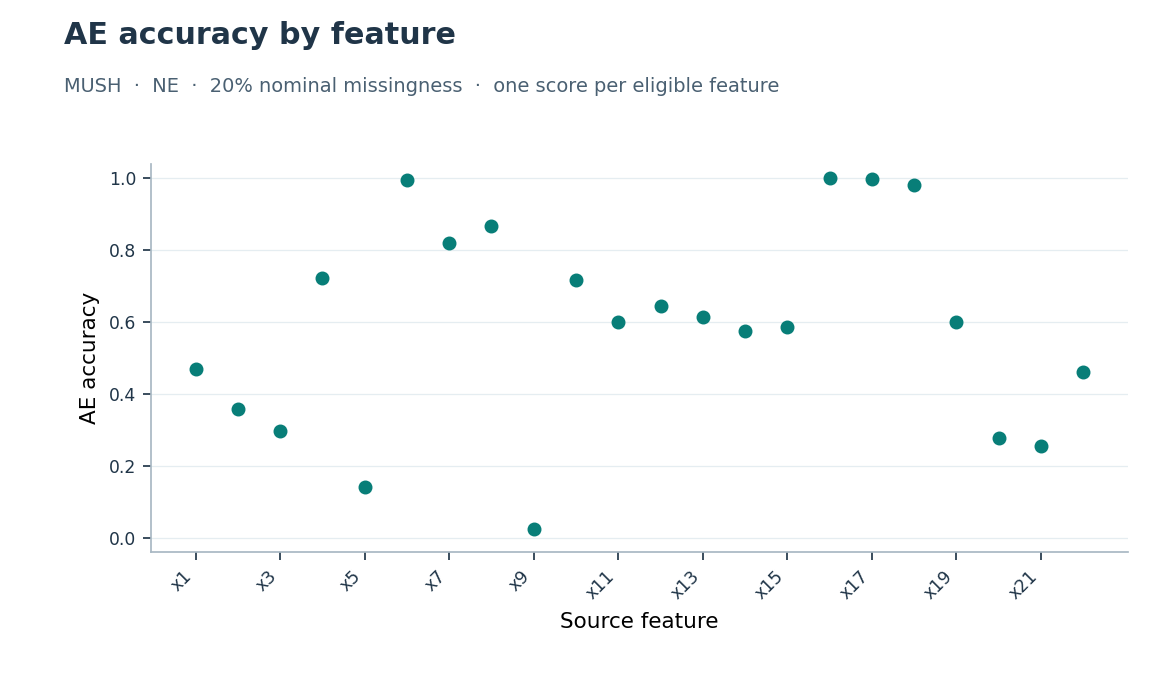 AE accuracy by feature
MUSH · NE · 20% nominal missingness · one score per eligible feature
1.0
0.8
0.6
0.4
0.2
0.0
AE accuracy
x1
x3
x5
x7
x9
x11
x13
x15
x17
x19
x21
Source feature